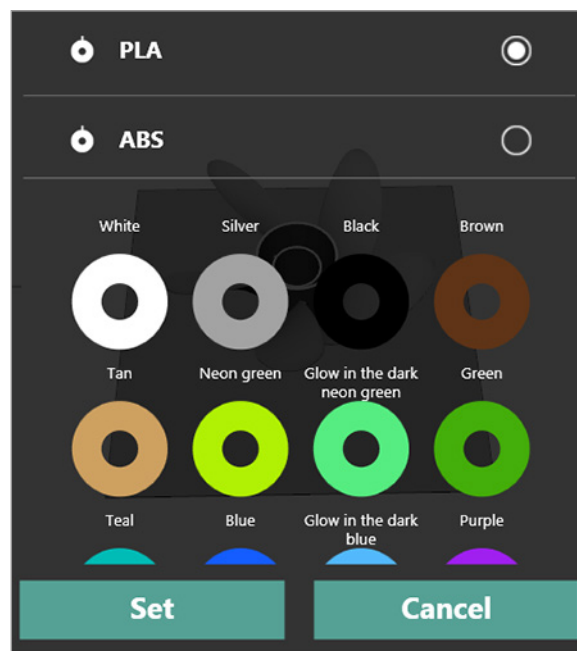 PLA
ABS
White Silver Black Brown
Tan Neon green Glow in the dark Green
neon green
Teal Blue Glow in the dark Purple
blue
Set Cancel